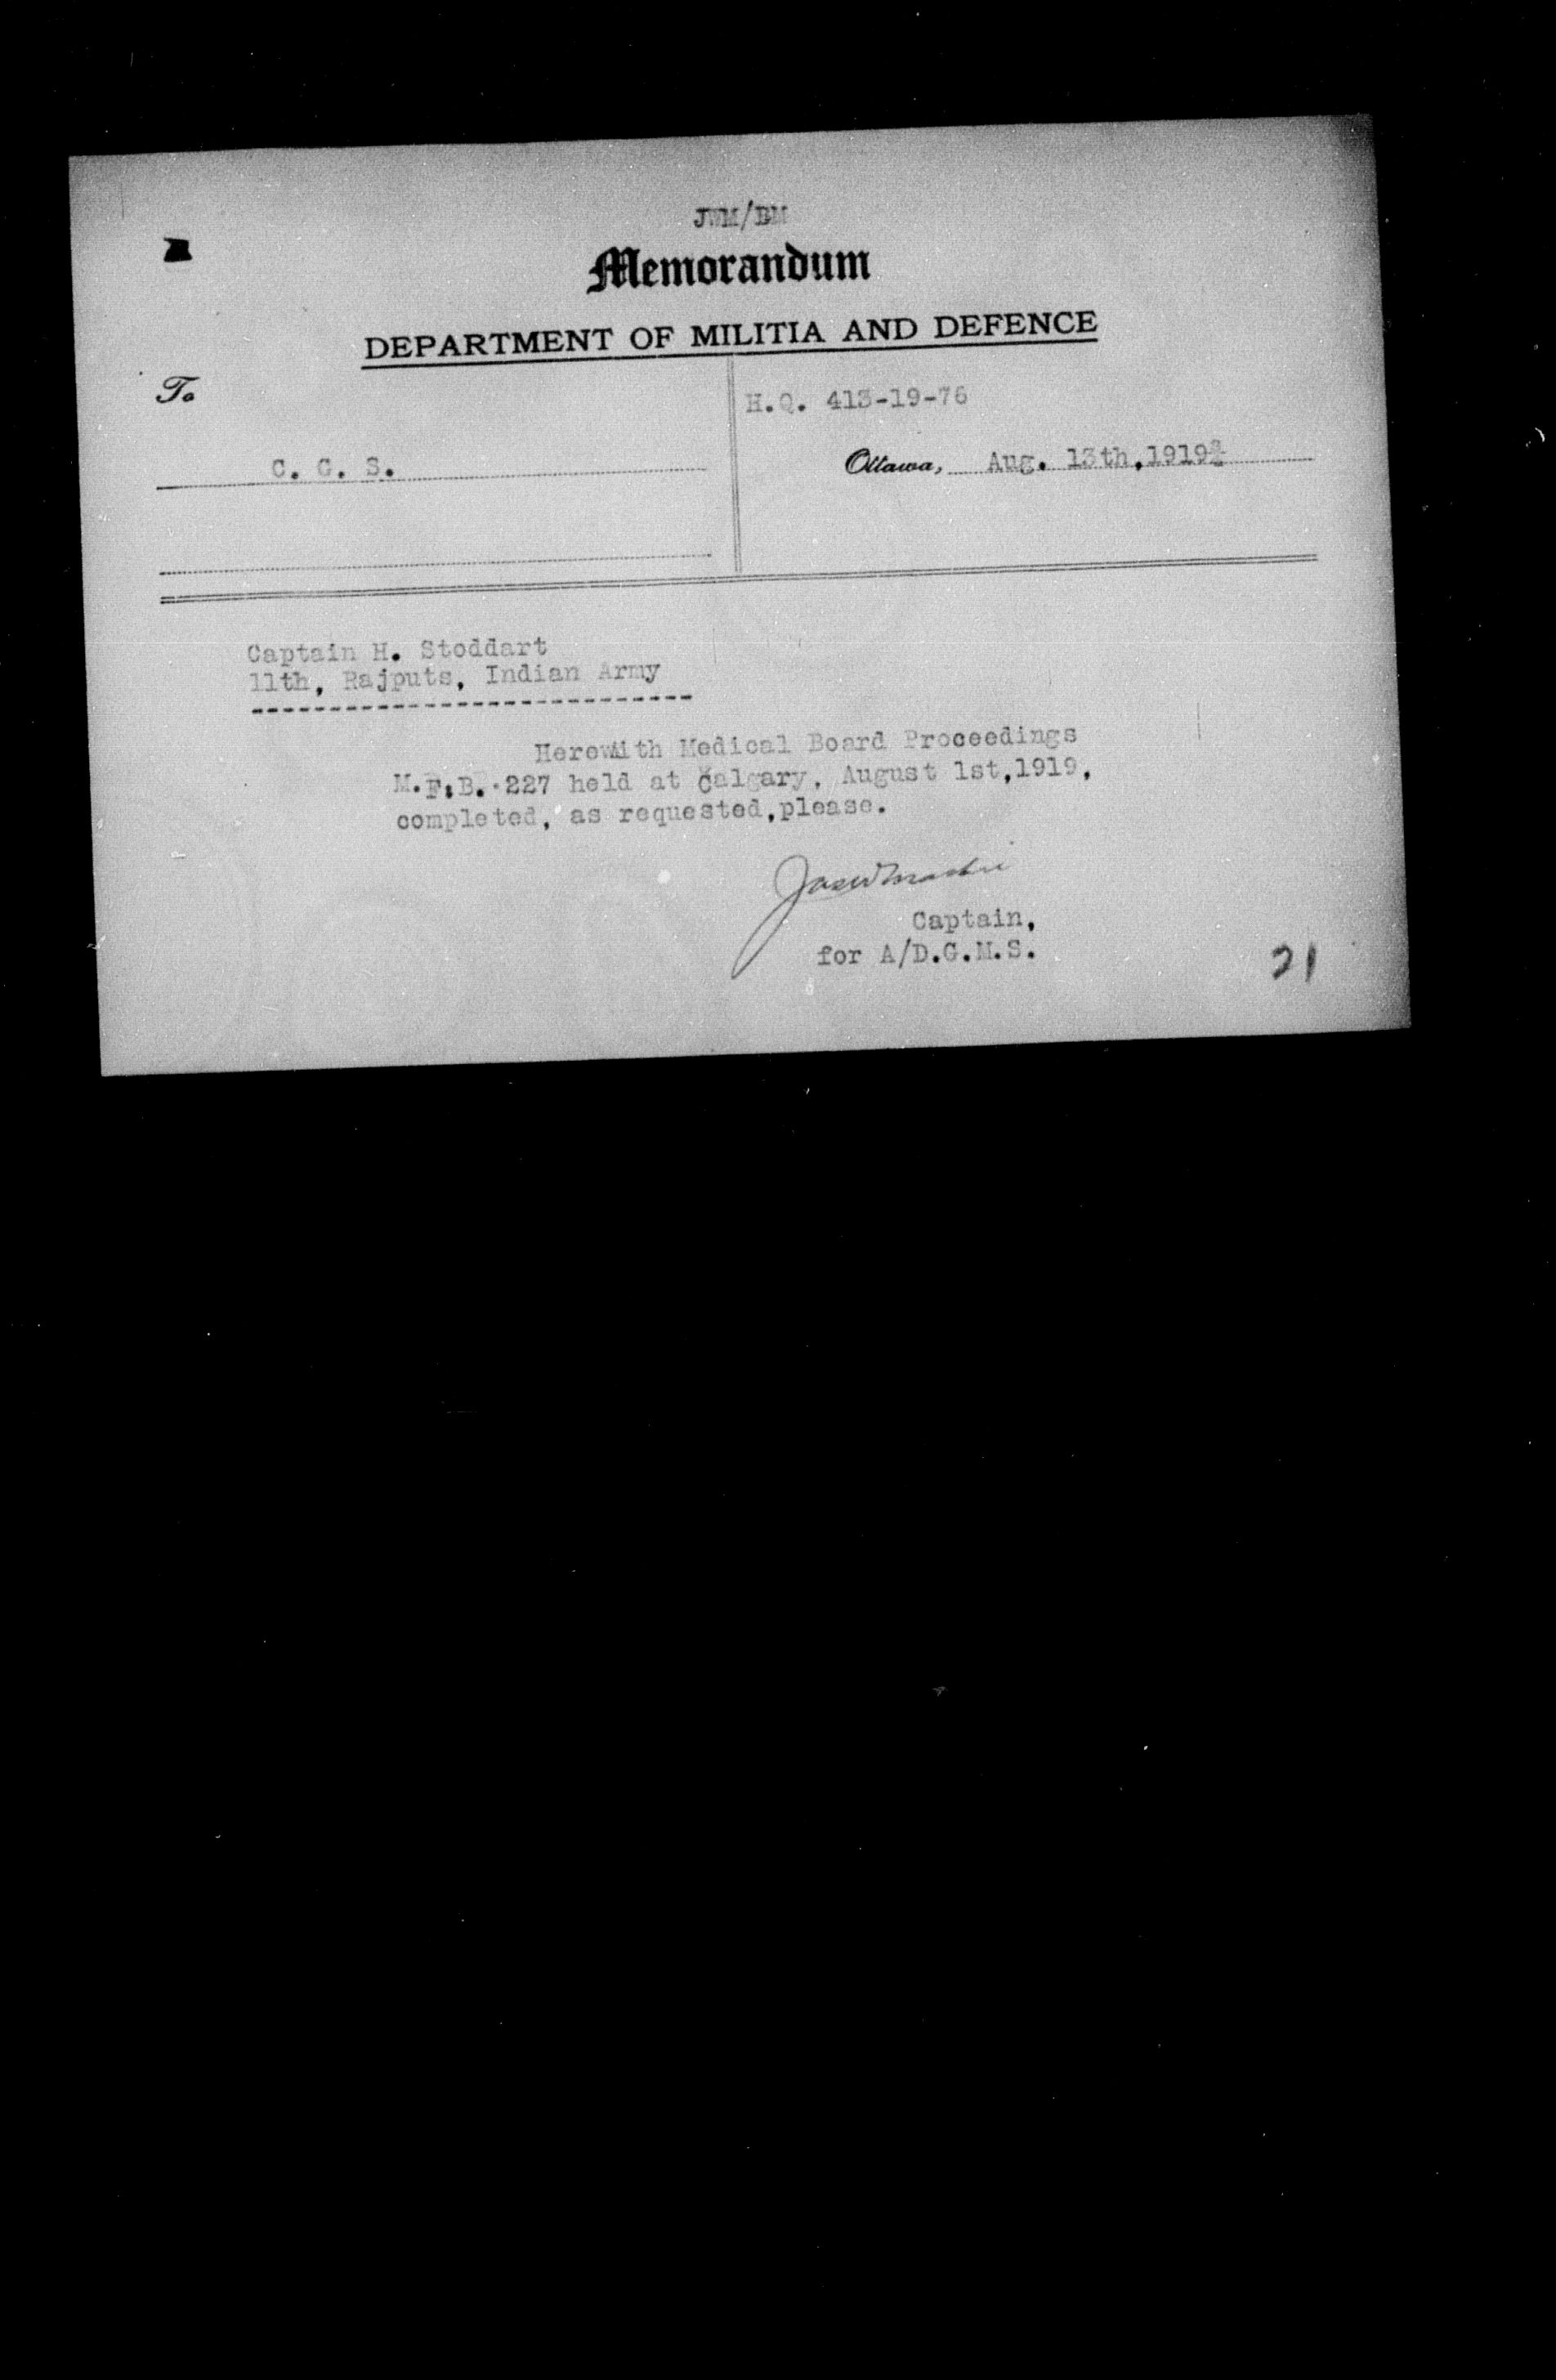 JWM/BM
Memorandum
DEPARTMENT OF MILITIA AND DEFENCE
To
H.Q. 413-19-76
C. G. S.
Ottawa, Aug. 13th,1919
Captain H. Stoddart
11th, Rajputs, Indian Army
Herewith Medical Board Proceedings
M.F.B. 227 held at Calgary, August 1st,1919,
completed, as requested,please.
Captain,
for A/D.G.M.S.
21